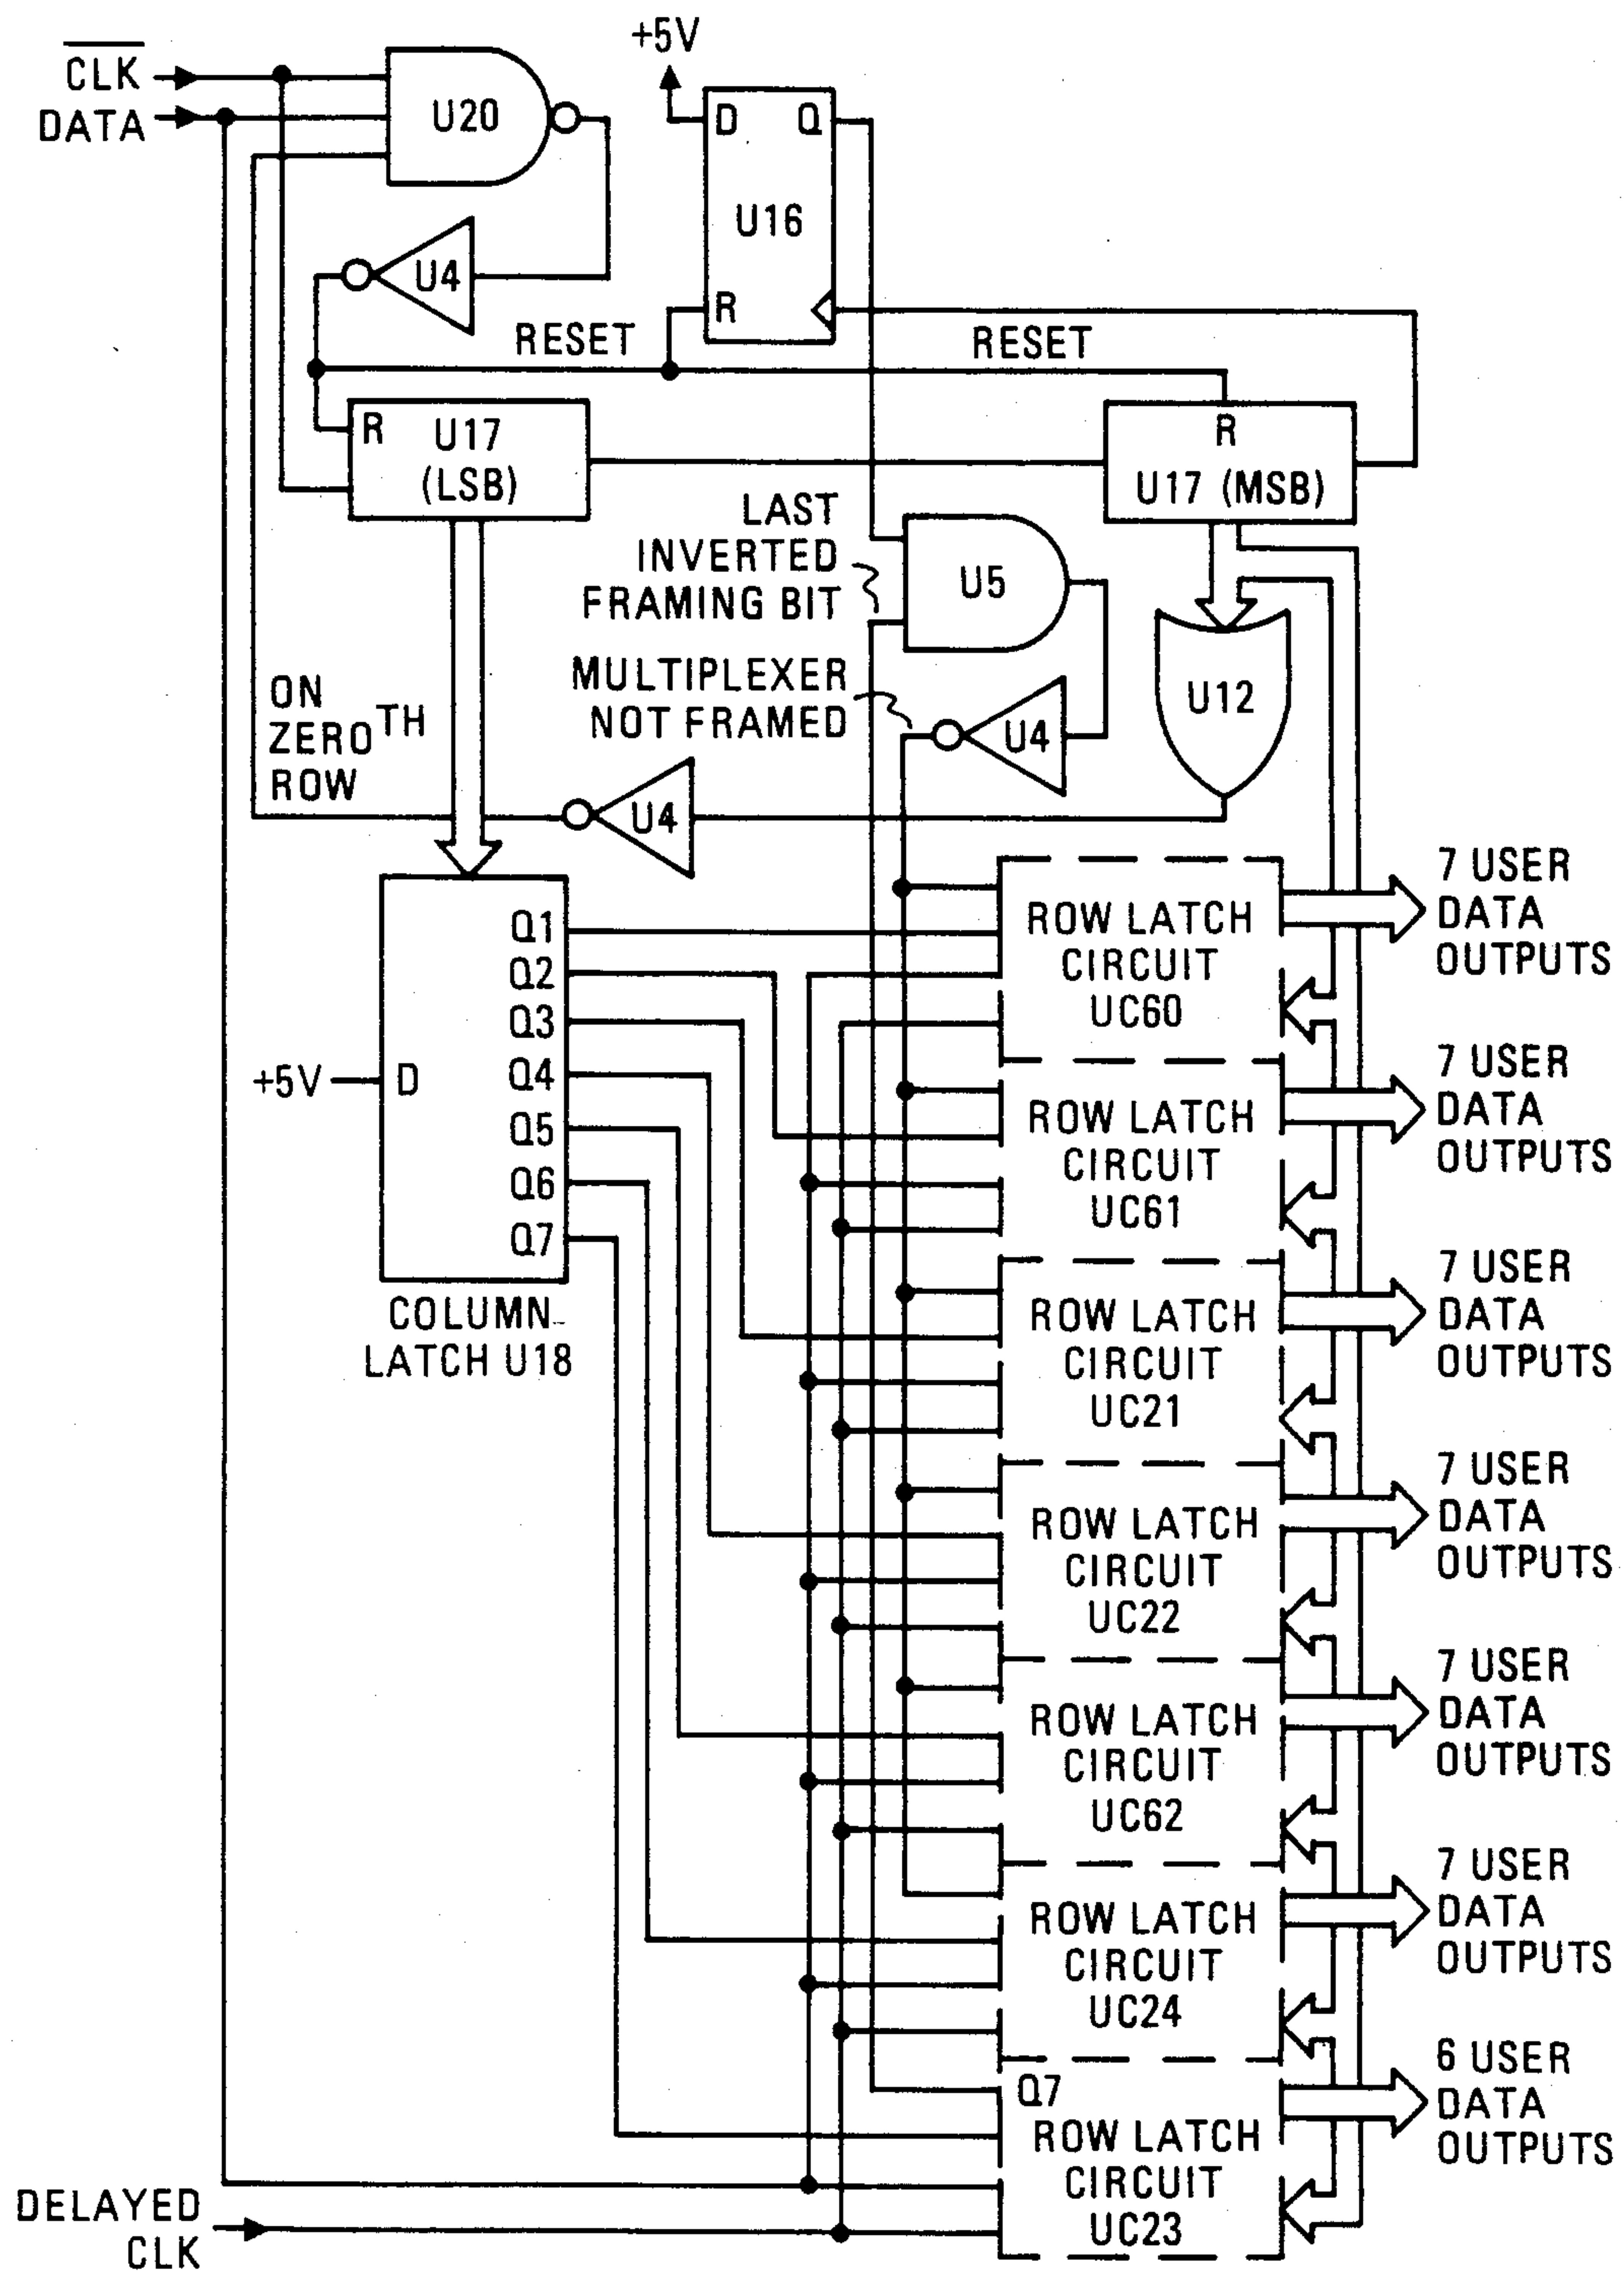 CLK
DATA
U20
+5V
D Q
U16
R
U4
RESET
RESET
R U17
(LSB)
R
U17 (MSB)
LAST
INVERTED
FRAMING BIT
U5
MULTIPLEXER
NOT FRAMED
U4
U12
ON
ZERO TH
ROW
U4
Q1
Q2
Q3
+5V
D
Q4
Q5
Q6
Q7
COLUMN
LATCH U18
ROW LATCH
CIRCUIT
UC60
7 USER
DATA
OUTPUTS
ROW LATCH
CIRCUIT
UC61
7 USER
DATA
OUTPUTS
ROW LATCH
CIRCUIT
UC21
7 USER
DATA
OUTPUTS
ROW LATCH
CIRCUIT
UC22
7 USER
DATA
OUTPUTS
ROW LATCH
CIRCUIT
UC62
7 USER
DATA
OUTPUTS
ROW LATCH
CIRCUIT
UC24
7 USER
DATA
OUTPUTS
Q7
ROW LATCH
CIRCUIT
UC23
6 USER
DATA
OUTPUTS
DELAYED
CLK